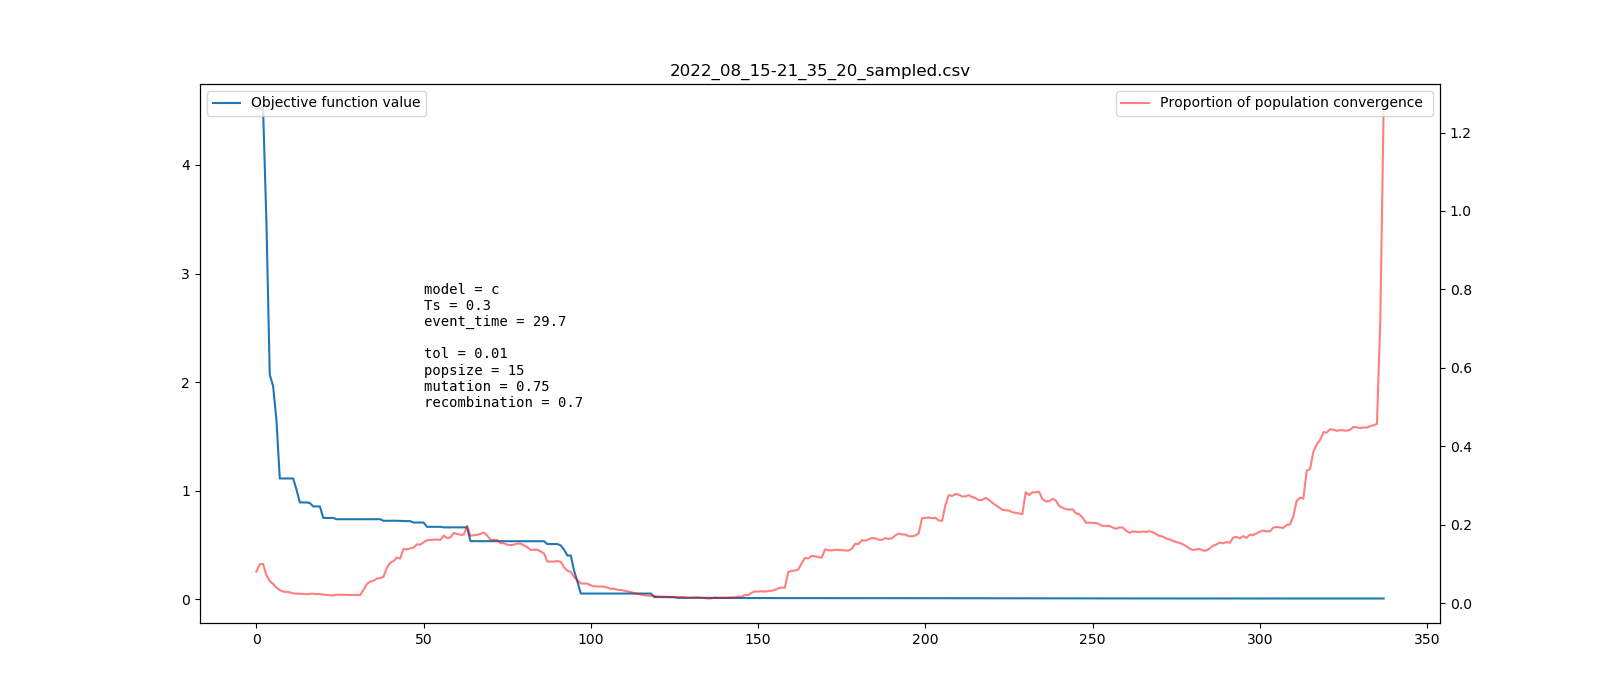 2022_08_15-21_35_20_sampled.csv
Objective function value
Proportion of population convergence
4
3
2
1
0
1.2
1.0
0.8
0.6
0.4
0.2
0.0
model = c
Ts = 0.3
event_time = 29.7
tol = 0.01
popsize = 15
mutation = 0.75
recombination = 0.7
0 50 100 150 200 250 300 350